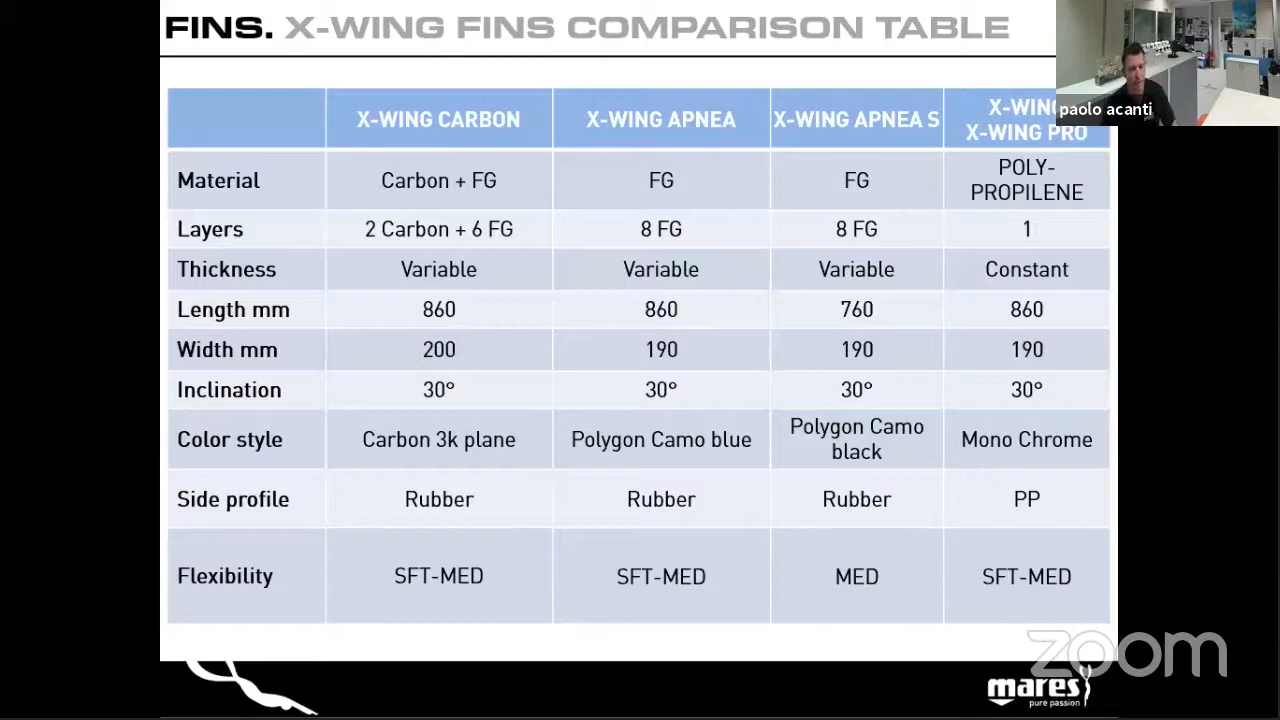 FINS. X-WING FINS COMPARISON TABLE
paolo acanti
X-WING CARBON X-WING APNEA X-WING APNEA S X-WING
X-WING PRO
Material Carbon + FG FG FG POLY-
PROPILENE
Layers 2 Carbon + 6 FG 8 FG 8 FG 1
Thickness Variable Variable Variable Constant
Length mm 860 860 760 860
Width mm 200 190 190 190
Inclination 30° 30° 30° 30°
Color style Carbon 3k plane Polygon Camo blue Polygon Camo
black Mono Chrome
Side profile Rubber Rubber Rubber PP
Flexibility SFT-MED SFT-MED MED SFT-MED
zoom
mares
pure passion